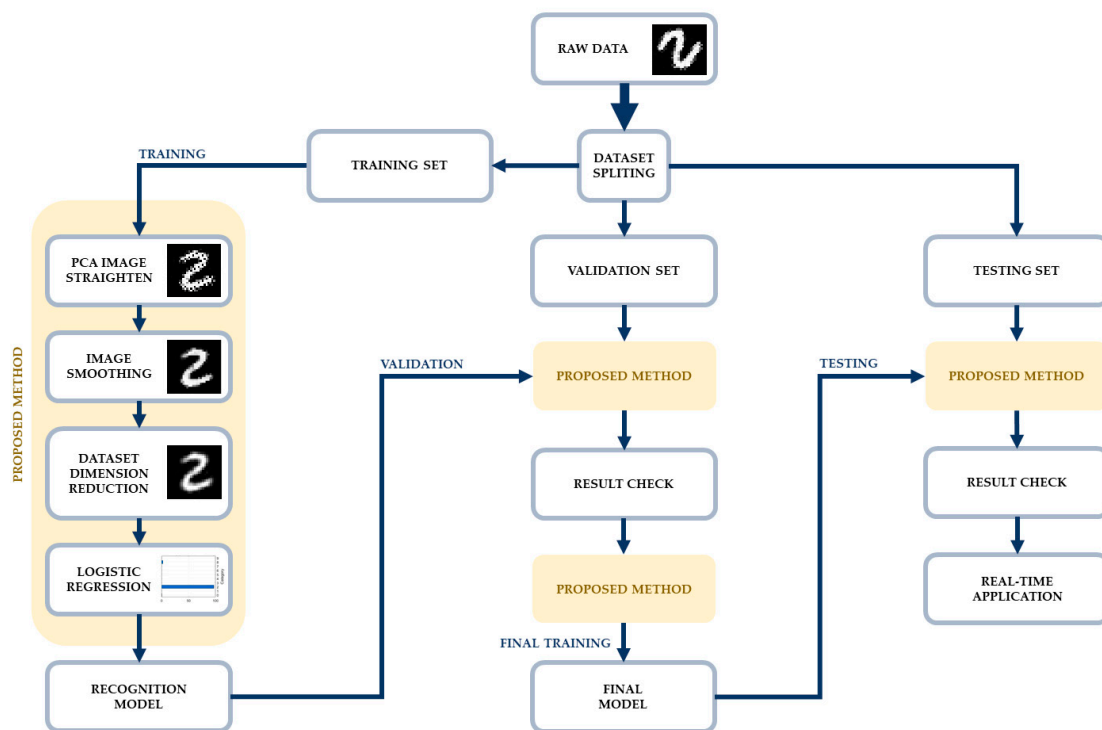 RAW DATA
DATASET
SPLITING
TRAINING
TRAINING SET
PROPOSED METHOD
PCA IMAGE
STRAIGHTEN
IMAGE
SMOOTHING
DATASET
DIMENSION
REDUCTION
LOGISTIC
REGRESSION
RECOGNITION
MODEL
VALIDATION
VALIDATION SET
PROPOSED METHOD
RESULT CHECK
PROPOSED METHOD
FINAL TRAINING
FINAL
MODEL
TESTING
TESTING SET
PROPOSED METHOD
RESULT CHECK
REAL-TIME
APPLICATION